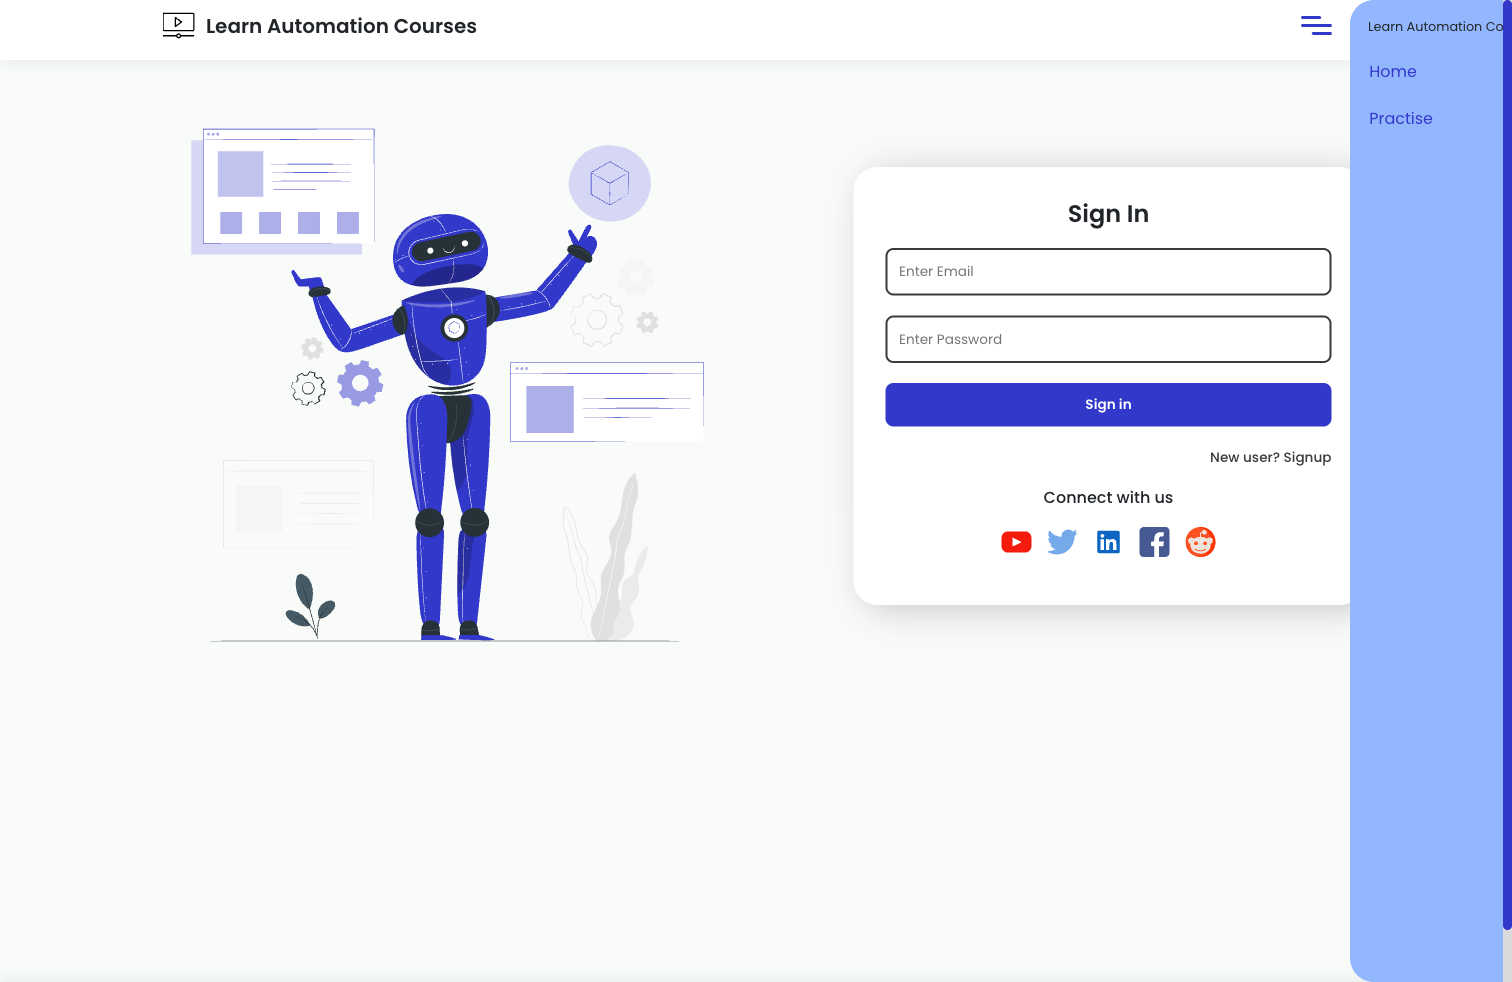 Learn Automation Courses
Sign In
Enter Email
Enter Password
Sign in
New user? Signup
Connect with us
in
Learn Automation Co
Home
Practise